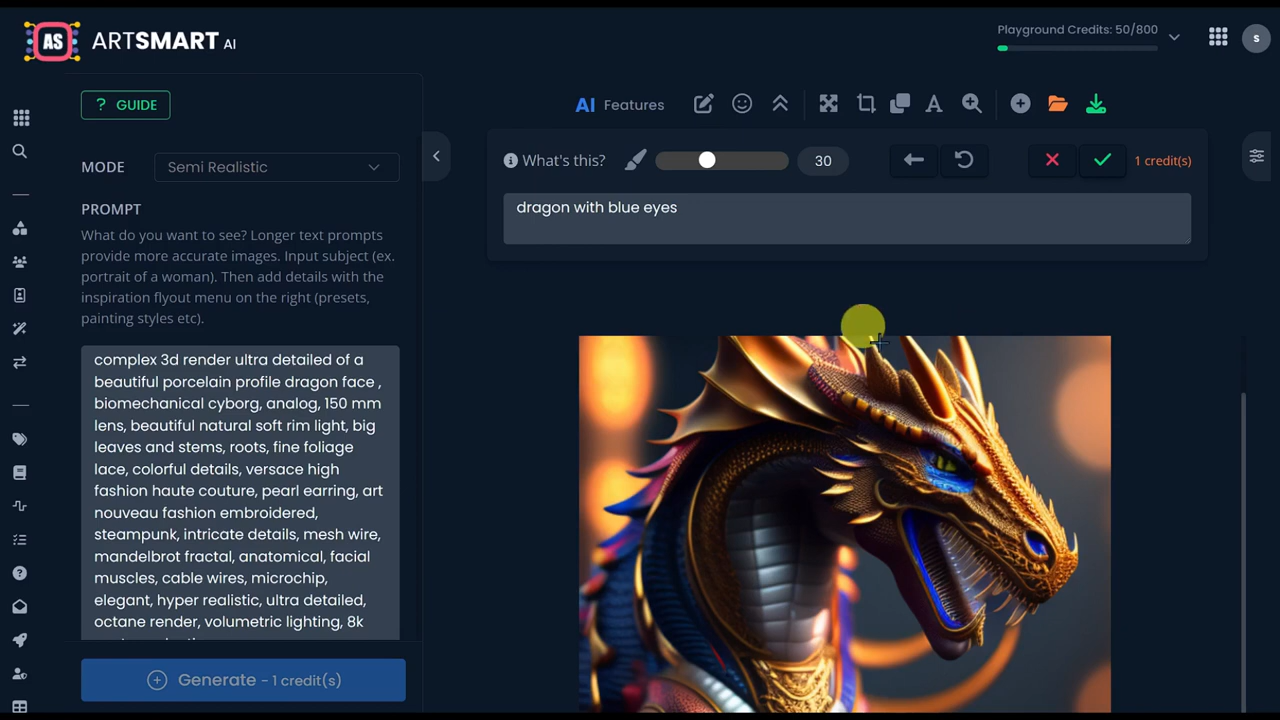 AS ARTSMART AI
Playground Credits: 50/800
S
? GUIDE
AI Features
What's this?
30
1 credit(s)
dragon with blue eyes
MODE
Semi Realistic
PROMPT
What do you want to see? Longer text prompts
provide more accurate images. Input subject (ex.
portrait of a woman). Then add details with the
inspiration flyout menu on the right (presets,
painting styles etc).
complex 3d render ultra detailed of a
beautiful porcelain profile dragon face ,
biomechanical cyborg, analog, 150 mm
lens, beautiful natural soft rim light, big
leaves and stems, roots, fine foliage
lace, colorful details, versace high
fashion haute couture, pearl earring, art
nouveau fashion embroidered,
steampunk, intricate details, mesh wire,
mandelbrot fractal, anatomical, facial
muscles, cable wires, microchip,
elegant, hyper realistic, ultra detailed,
octane render, volumetric lighting, 8k
Generate - 1 credit(s)